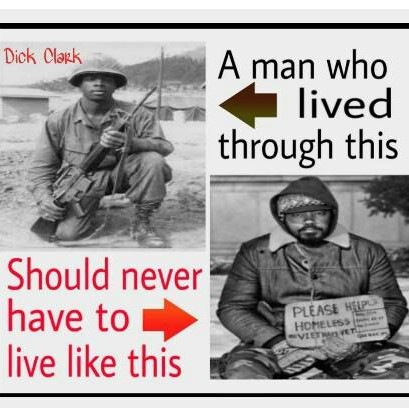 Dick Clark
A man who
lived
through this
Should never
have to
live like this
PLEASE HELP
HOMELESS
VIETNAM VET